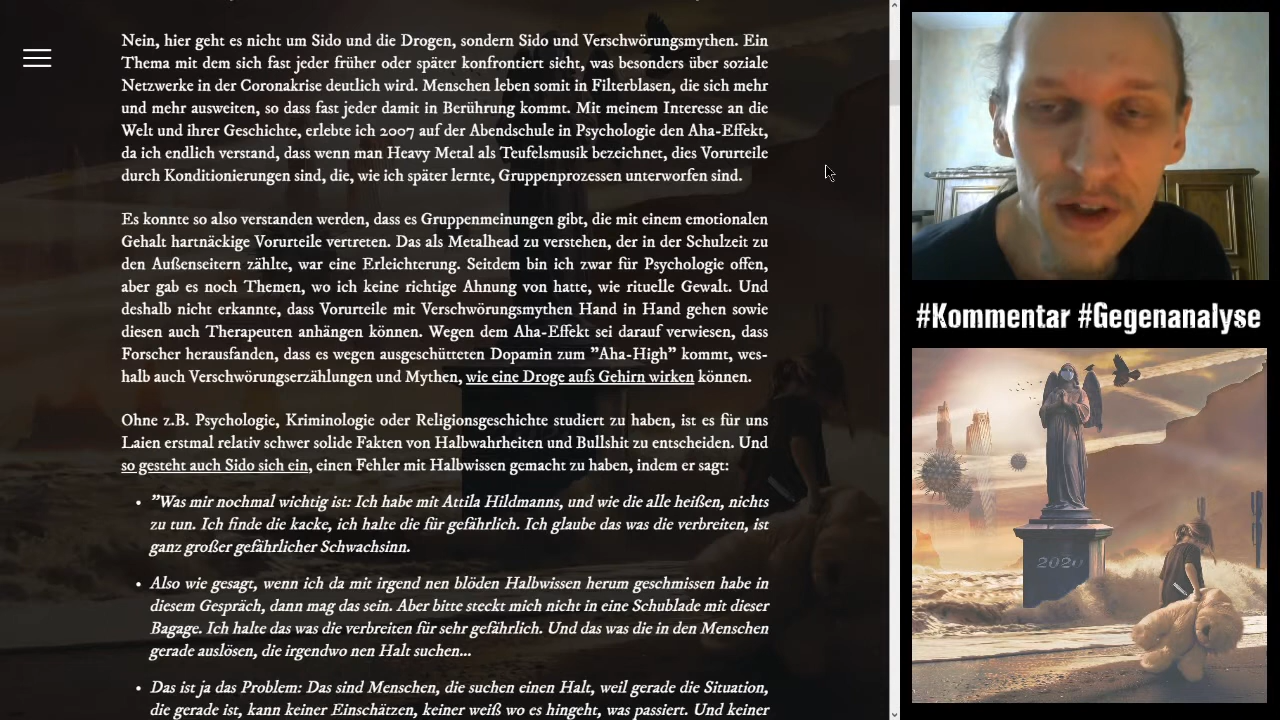 Nein, hier geht es nicht um Sido und die Drogen, sondern Sido und Verschwörungsmythen. Ein
Thema mit dem sich fast jeder früher oder später konfrontiert sieht, was besonders über soziale
Netzwerke in der Coronakrise deutlich wird. Menschen leben somit in Filterblasen, die sich mehr
und mehr ausweiten, so dass fast jeder damit in Berührung kommt. Mit meinem Interesse an die
Welt und ihrer Geschichte, erlebte ich 2007 auf der Abendschule in Psychologie den Aha-Effekt,
da ich endlich verstand, dass wenn man Heavy Metal als Teufelsmusik bezeichnet, dies Vorurteile
durch Konditionierungen sind, die, wie ich später lernte, Gruppenprozessen unterworfen sind.
Es konnte so also verstanden werden, dass es Gruppenmeinungen gibt, die mit einem emotionalen
Gehalt hartnäckige Vorurteile vertreten. Das als Metalhead zu verstehen, der in der Schulzeit zu
den Außenseitern zählte, war eine Erleichterung. Seitdem bin ich zwar für Psychologie offen,
aber gab es noch Themen, wo ich keine richtige Ahnung von hatte, wie rituelle Gewalt. Und
deshalb nicht erkannte, dass Vorurteile mit Verschwörungsmythen Hand in Hand gehen sowie
diesen auch Therapeuten anhängen können. Wegen dem Aha-Effekt sei darauf verwiesen, dass
Forscher herausfanden, dass es wegen ausgeschütteten Dopamin zum ”Aha-High” kommt, wes-
halb auch Verschwörungserzählungen und Mythen, wie eine Droge aufs Gehirn wirken können.
Ohne z.B. Psychologie, Kriminologie oder Religionsgeschichte studiert zu haben, ist es für uns
Laien erstmal relativ schwer solide Fakten von Halbwahrheiten und Bullshit zu entscheiden. Und
so gesteht auch Sido sich ein, einen Fehler mit Halbwissen gemacht zu haben, indem er sagt:
• ”Was mir nochmal wichtig ist: Ich habe mit Attila Hildmanns, und wie die alle heißen, nichts
zu tun. Ich finde die kacke, ich halte die für gefährlich. Ich glaube das was die verbreiten, ist
ganz großer gefährlicher Schwachsinn.
• Also wie gesagt, wenn ich da mit irgend nen blöden Halbwissen herum geschmissen habe in
diesem Gespräch, dann mag das sein. Aber bitte steckt mich nicht in eine Schublade mit dieser
Bagage. Ich halte das was die verbreiten für sehr gefährlich. Und das was die in den Menschen
gerade auslösen, die irgendwo nen Halt suchen...
• Das ist ja das Problem: Das sind Menschen, die suchen einen Halt, weil gerade die Situation,
die gerade ist, kann keiner Einschätzen, keiner weiß wo es hingeht, was passiert. Und keiner
#Kommentar #Gegenanalyse
2020